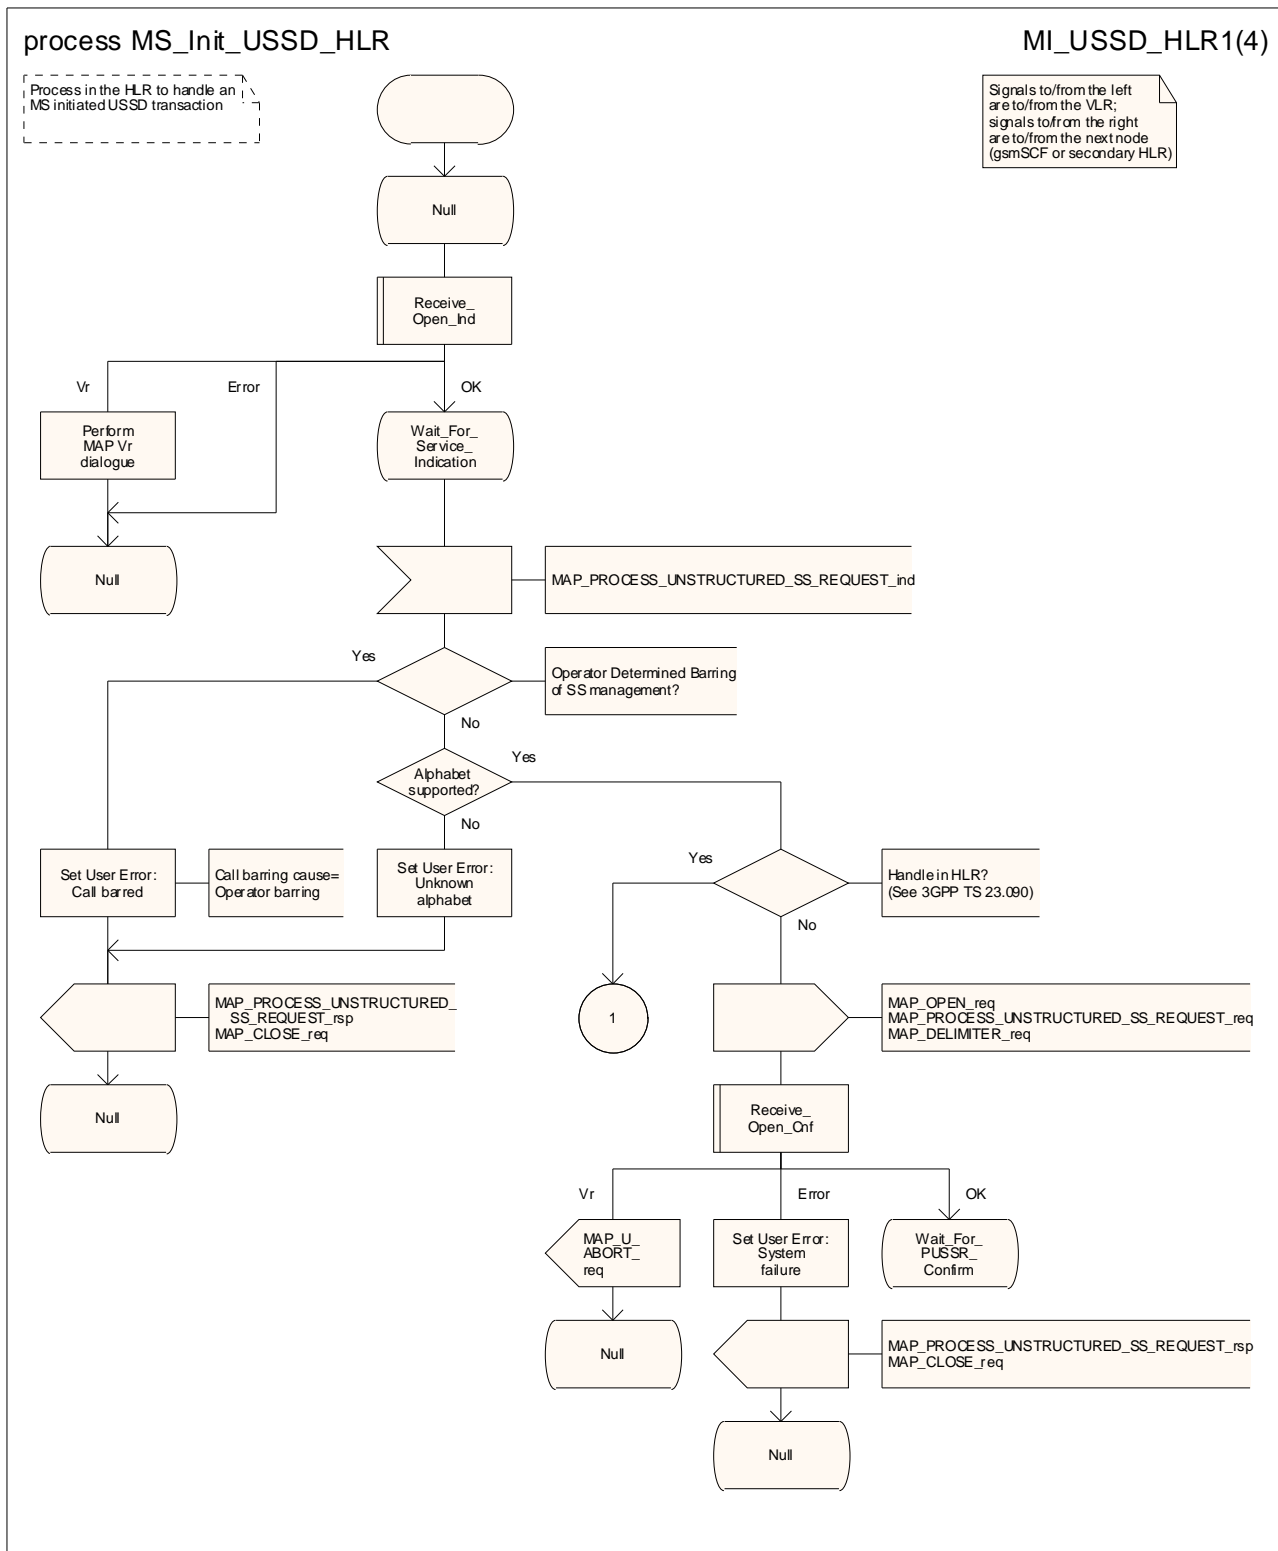 process MS_Init_USSD_HLR
MI_USSD_HLR1(4)
Process in the HLR to handle an
MS initiated USSD transaction
Signals to/from the left
are to/from the VLR;
signals to/from the right
are to/from the next node
(gsmSCF or secondary HLR)
Null
Receive_
Open_Ind
Vr
Error
OK
Perform
MAP Vr
dialogue
Wait_For_
Service_
Indication
Null
MAP_PROCESS_UNSTRUCTURED_SS_REQUEST_ind
Yes
Operator Determined Barring
of SS management?
No
Yes
Alphabet
supported?
No
Yes
Set User Error:
Call barred
Call barring cause=
Operator barring
Set User Error:
Unknown
alphabet
Handle in HLR?
(See 3GPP TS 23.090)
No
MAP_PROCESS_UNSTRUCTURED_
SS_REQUEST_rsp
MAP_CLOSE_req
1
MAP_OPEN_req
MAP_PROCESS_UNSTRUCTURED_SS_REQUEST_req
MAP_DELIMITER_req
Null
Receive_
Open_Cnf
Vr
Error
OK
MAP_U_
ABORT_
req
Set User Error:
System
failure
Wait_For_
PUSSR_
Confirm
Null
MAP_PROCESS_UNSTRUCTURED_SS_REQUEST_rsp
MAP_CLOSE_req
Null